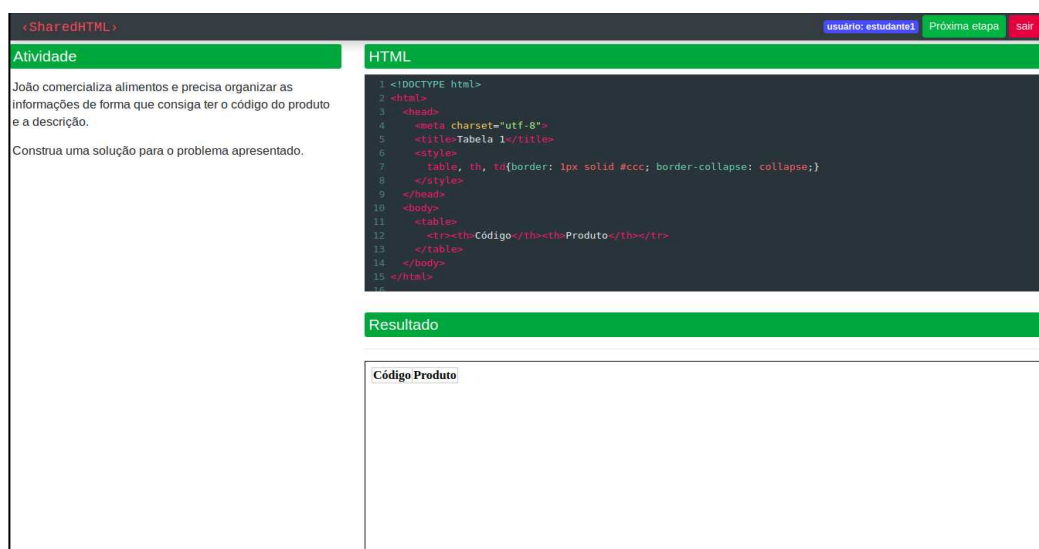 ‹SharedHTML›
usuário: estudante1 Próxima etapa sair
Atividade
João comercializa alimentos e precisa organizar as
informações de forma que consiga ter o código do produto
e a descrição.
Construa uma solução para o problema apresentado.
HTML
1 <!DOCTYPE html>
2 <html>
3 <head>
4 <meta charset="utf-8">
5 <title>Tabela 1</title>
6 <style>
7 table, th, td{border: 1px solid #ccc; border-collapse: collapse;}
8 </style>
9 </head>
10 <body>
11 <table>
12 <tr><th>Código</th><th>Produto</th></tr>
13 </table>
14 </body>
15 </html>
16
Resultado
Código Produto